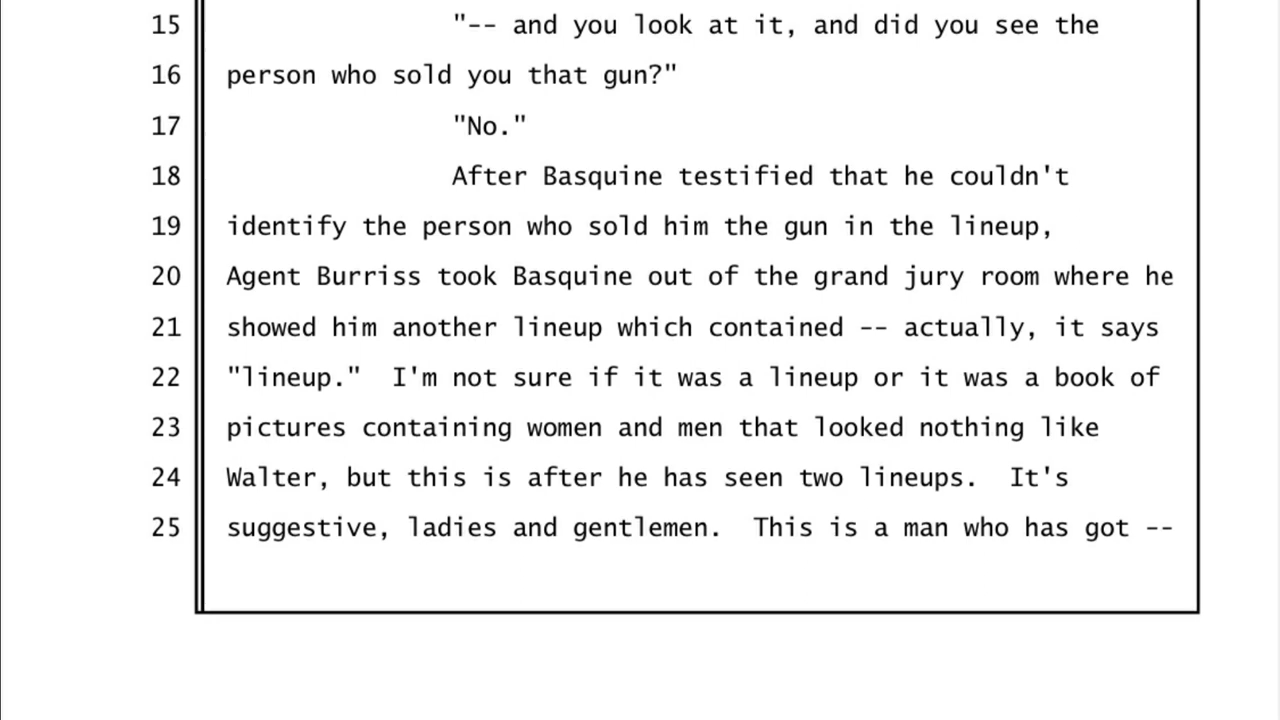 15 "-- and you look at it, and did you see the
16 person who sold you that gun?"
17 "No."
18 After Basquine testified that he couldn't
19 identify the person who sold him the gun in the lineup,
20 Agent Burriss took Basquine out of the grand jury room where he
21 showed him another lineup which contained -- actually, it says
22 "lineup." I'm not sure if it was a lineup or it was a book of
23 pictures containing women and men that looked nothing like
24 Walter, but this is after he has seen two lineups. It's
25 suggestive, ladies and gentlemen. This is a man who has got --